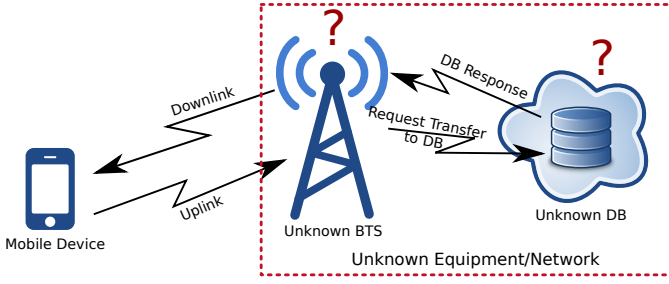 ?
?
DB Response
Downlink
Request Transfer
to DB
Uplink
Unknown DB
Unknown BTS
Mobile Device
Unknown Equipment/Network